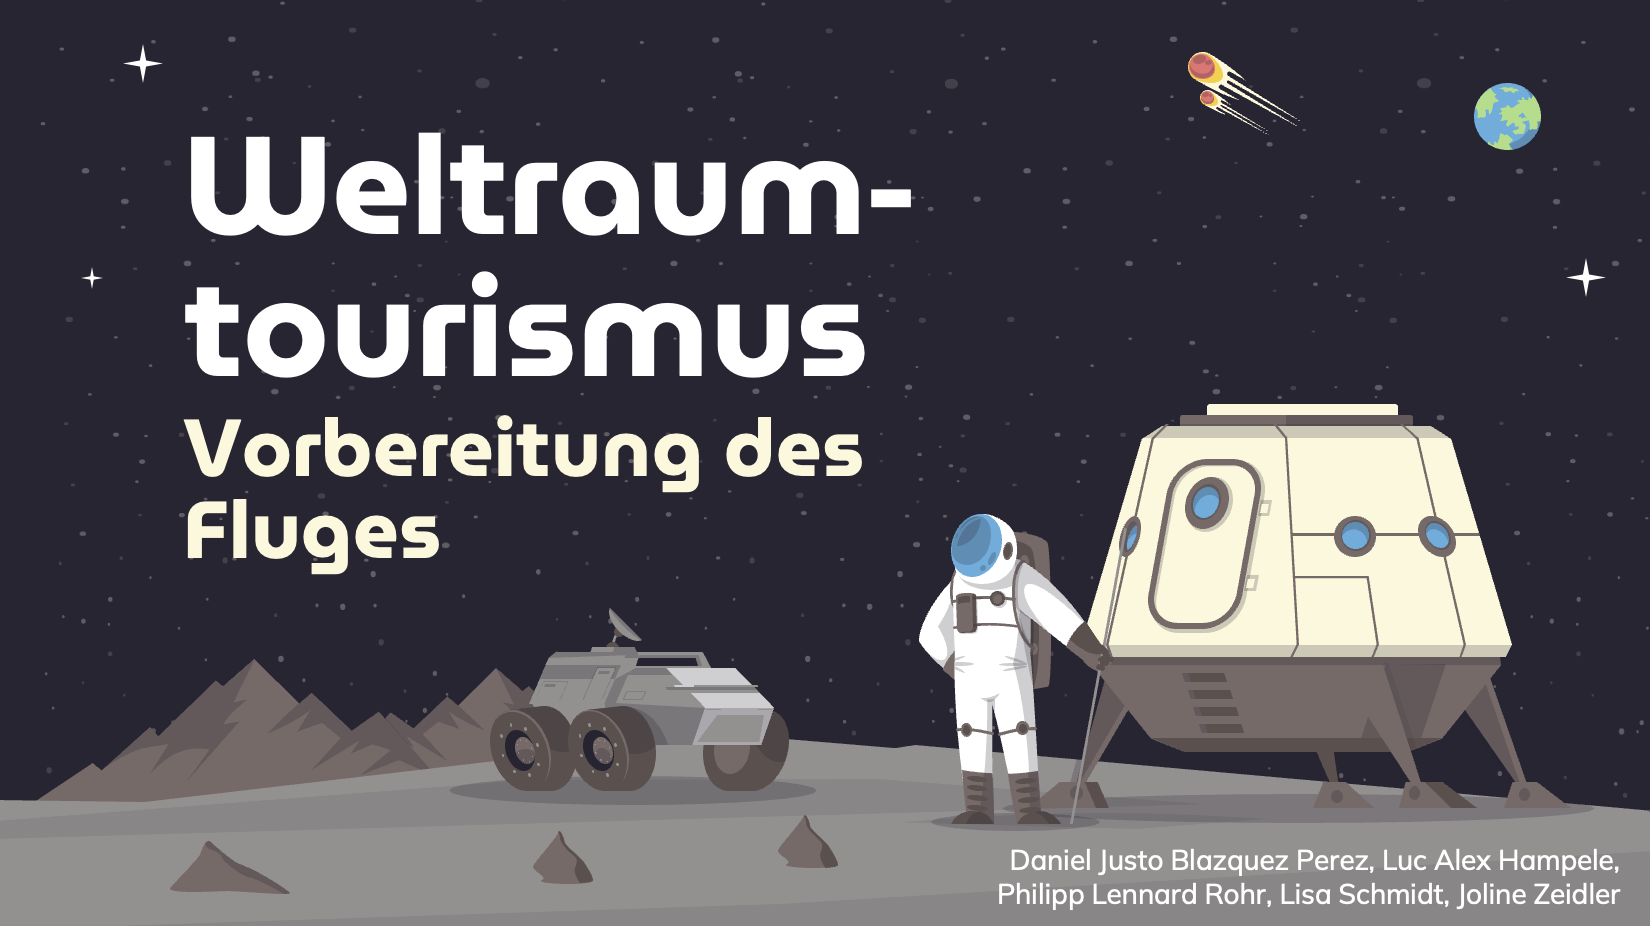 Weltraum-
tourismus
Vorbereitung des
Fluges
Daniel Justo Blazquez Perez, Luc Alex Hampele,
Philipp Lennard Rohr, Lisa Schmidt, Joline Zeidler